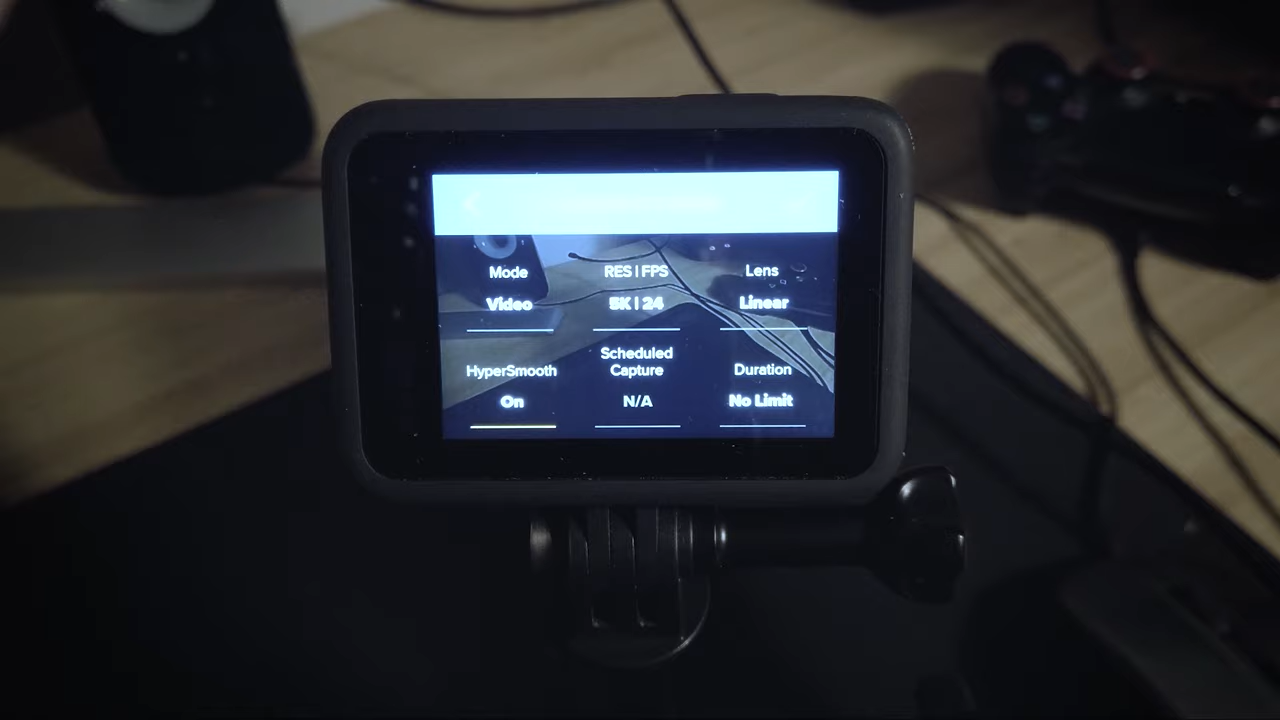 Mode
RES | FPS
Lens
Video
5K | 24
Linear
HyperSmooth
Scheduled
Capture
Duration
On
N/A
No Limit